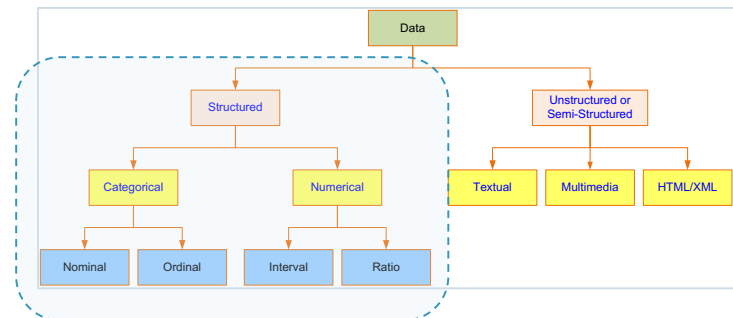 Data
Structured
Unstructured or
Semi-Structured
Categorical
Numerical
Textual
Multimedia
HTML/XML
Nominal
Ordinal
Interval
Ratio